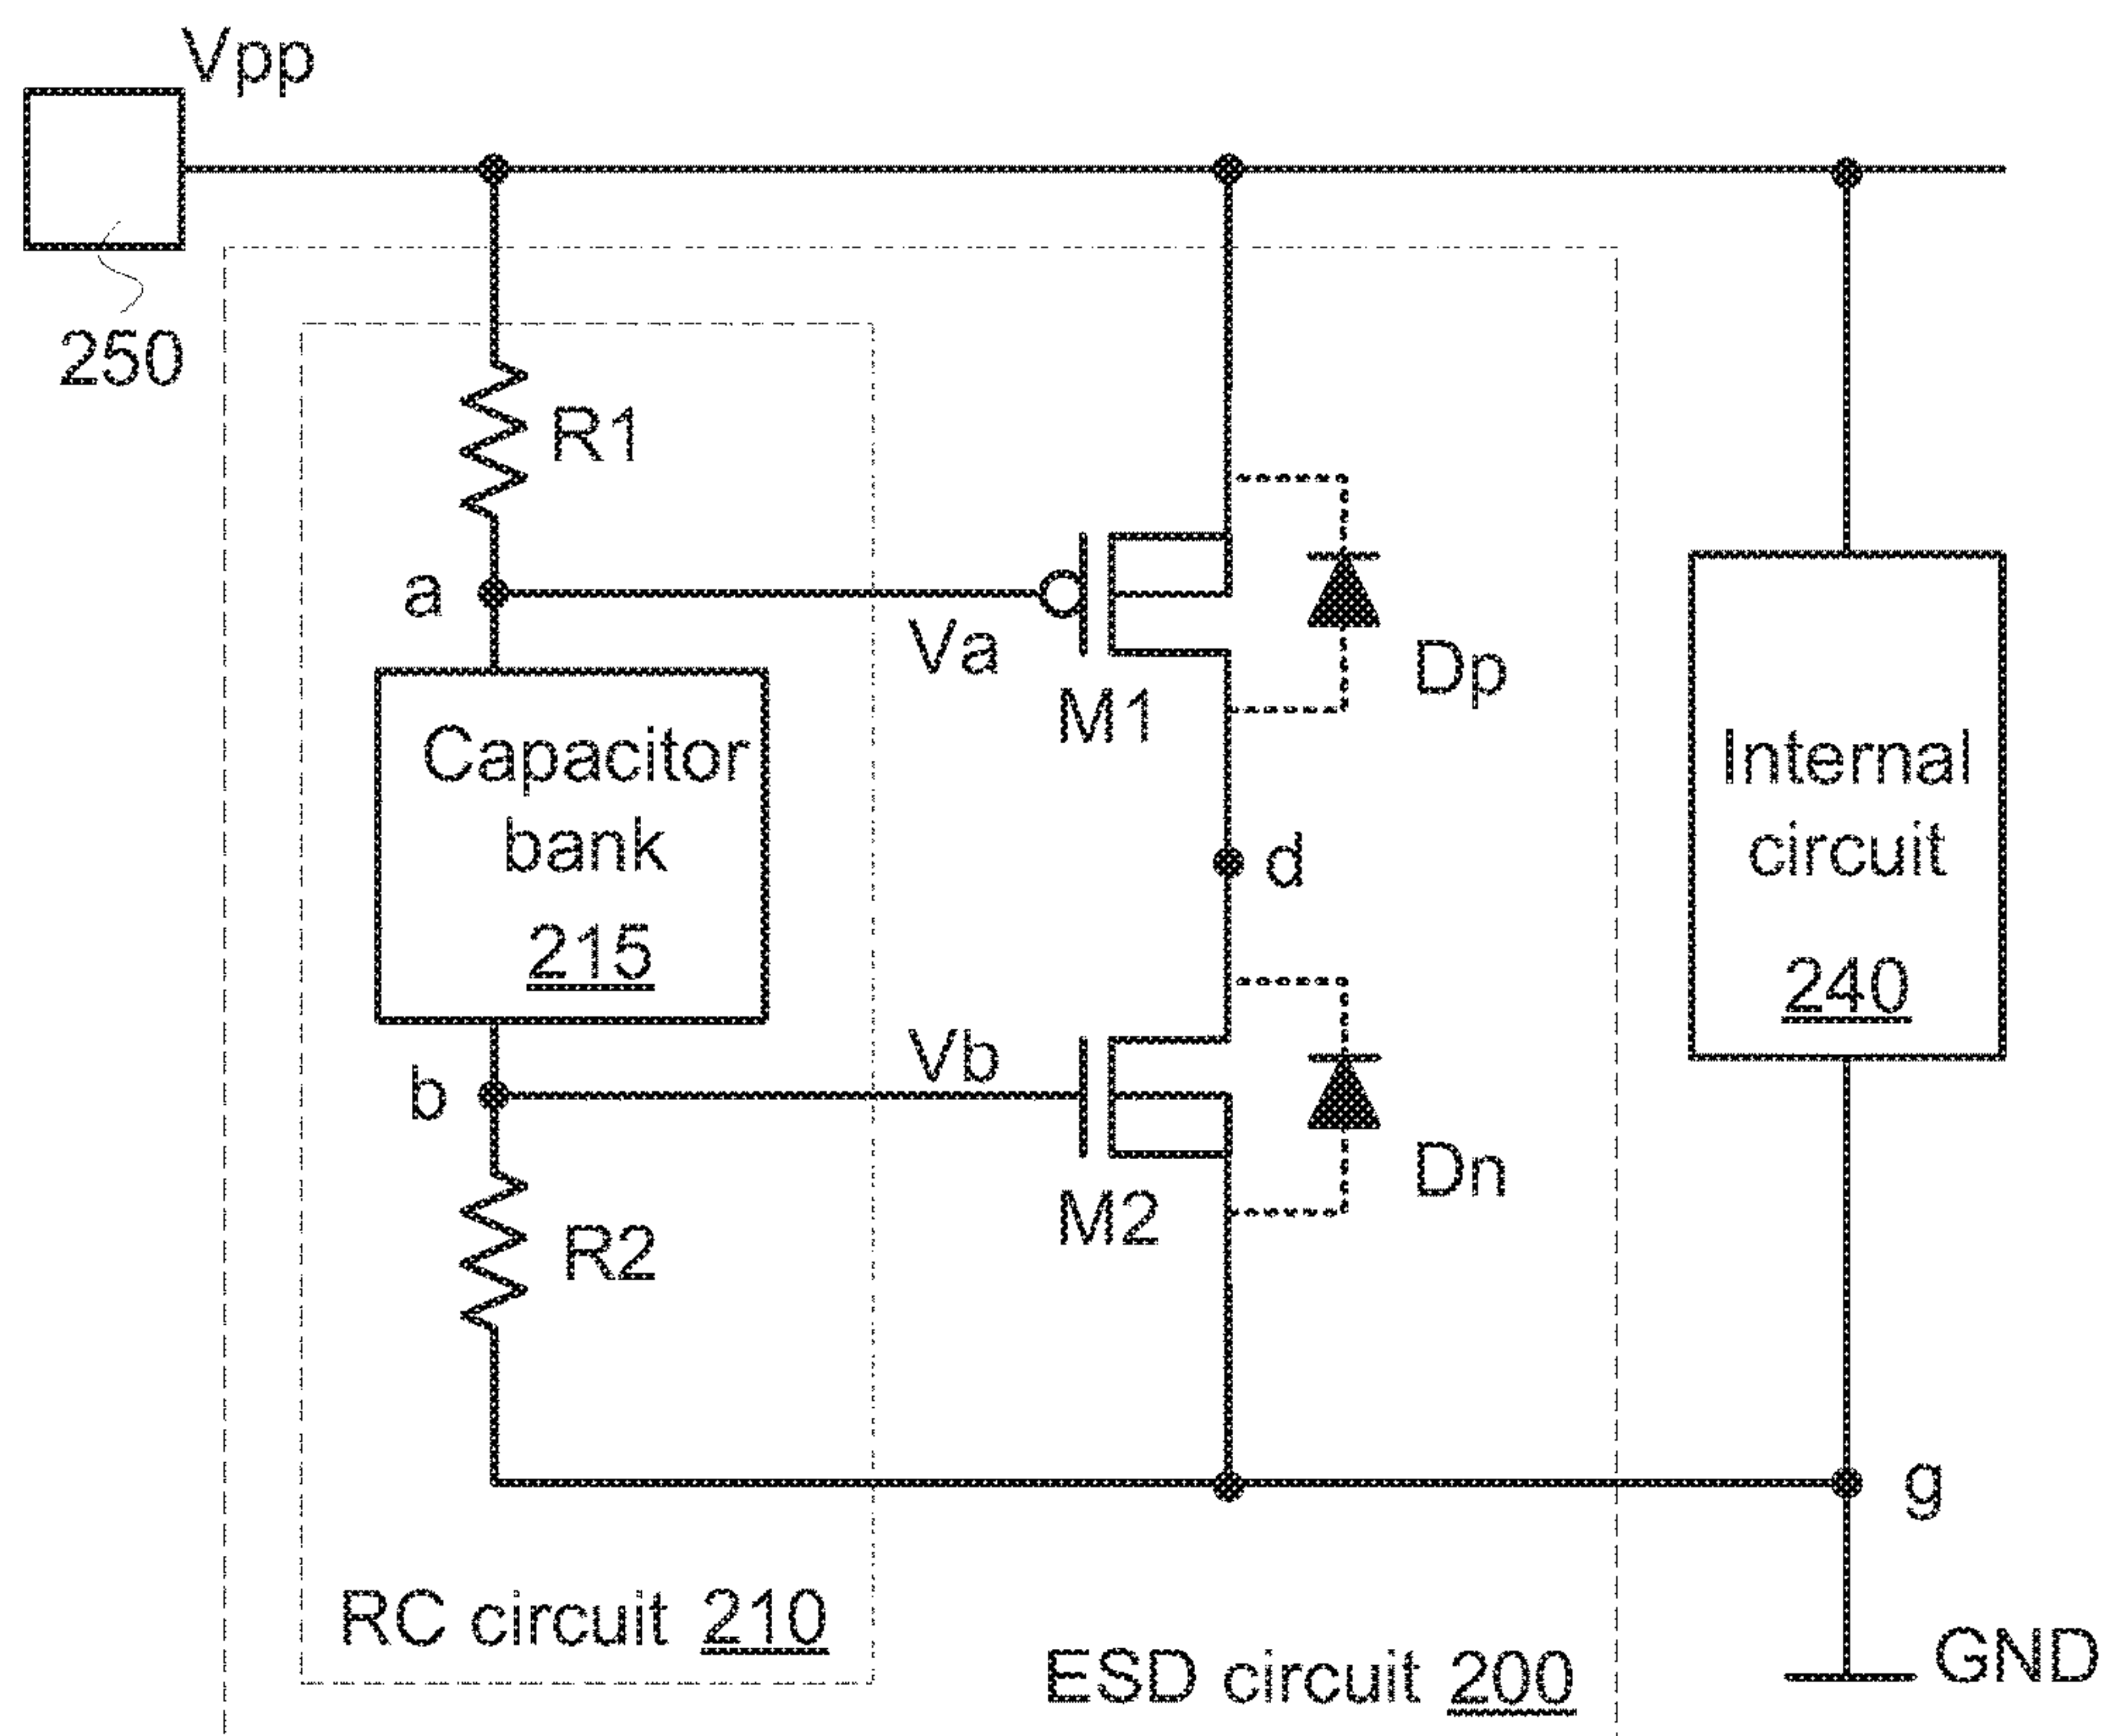 Vpp
250
R1
a
Va
M1
Dp
Capacitor
bank
215
d
Internal
circuit
240
b
Vb
M2
Dn
R2
g
RC circuit 210
ESD circuit 200
GND